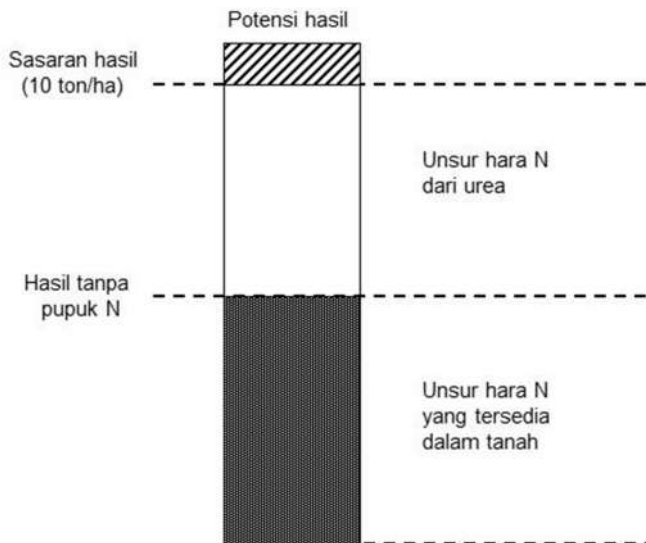 Potensi hasil
Sasaran hasil
(10 ton/ha)
Unsur hara N
dari urea
Hasil tanpa
pupuk N
Unsur hara N
yang tersedia
dalam tanah